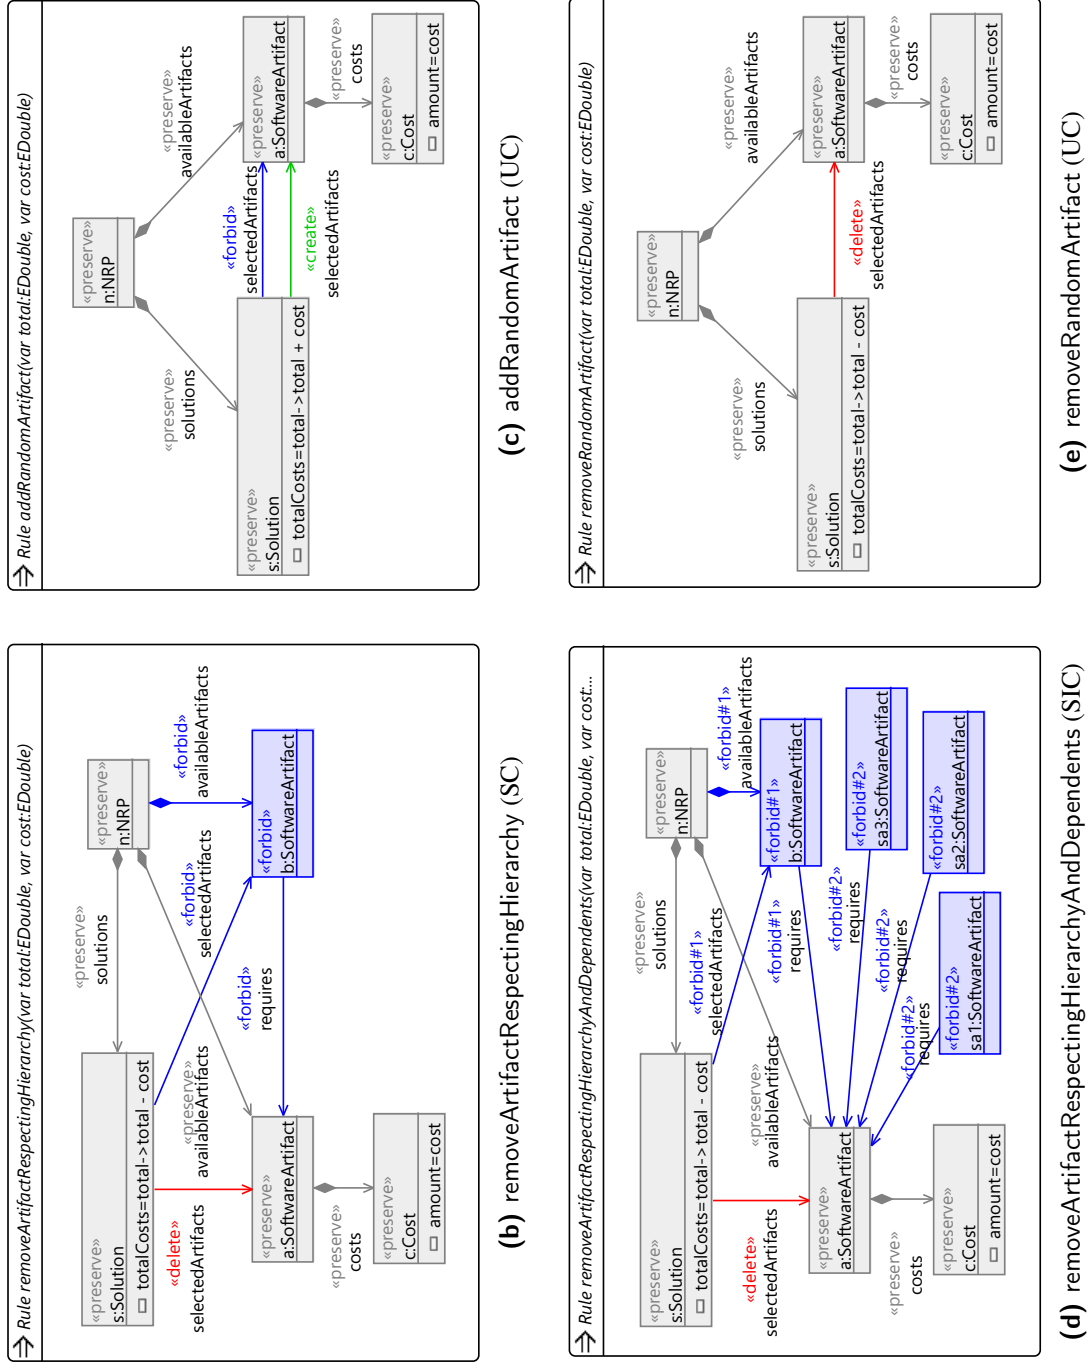 Rule removeArtifactRespectingHierarchy(var total:EDouble, var cost:EDouble)
«preserve»
s:Solution
totalCosts=total->total - cost
«preserve»
solutions
«preserve»
n:NRP
«delete»
selectedArtifacts
«preserve»
availableArtifacts
«forbid»
selectedArtifacts
«forbid»
availableArtifacts
«preserve»
a:SoftwareArtifact
«forbid»
requires
«forbid»
b:SoftwareArtifact
«preserve»
costs
«preserve»
c:Cost
amount=cost
(b) removeArtifactRespectingHierarchy (SC)
Rule addRandomArtifact(var total:EDouble, var cost:EDouble)
«preserve»
n:NRP
«preserve»
solutions
«preserve»
availableArtifacts
«preserve»
s:Solution
totalCosts=total->total + cost
«forbid»
selectedArtifacts
«create»
selectedArtifacts
«preserve»
a:SoftwareArtifact
«preserve»
costs
«preserve»
c:Cost
amount=cost
(c) addRandomArtifact (UC)
Rule removeArtifactRespectingHierarchyAndDependents(var total:EDouble, var cost:...
«preserve»
s:Solution
totalCosts=total->total - cost
«preserve»
solutions
«preserve»
n:NRP
«delete»
selectedArtifacts
«preserve»
availableArtifacts
«forbid#1»
selectedArtifacts
«forbid#1»
availableArtifacts
«forbid#1»
b:SoftwareArtifact
«forbid#1»
requires
«forbid#2»
requires
«forbid#2»
sa3:SoftwareArtifact
«preserve»
a:SoftwareArtifact
«forbid#2»
requires
«forbid#2»
sa2:SoftwareArtifact
«forbid#2»
requires
«forbid#2»
sa1:SoftwareArtifact
«preserve»
costs
«preserve»
c:Cost
amount=cost
(d) removeArtifactRespectingHierarchyAndDependents (SIC)
Rule removeRandomArtifact(var total:EDouble, var cost:EDouble)
«preserve»
n:NRP
«preserve»
solutions
«preserve»
availableArtifacts
«preserve»
s:Solution
totalCosts=total->total - cost
«delete»
selectedArtifacts
«preserve»
a:SoftwareArtifact
«preserve»
costs
«preserve»
c:Cost
amount=cost
(e) removeRandomArtifact (UC)